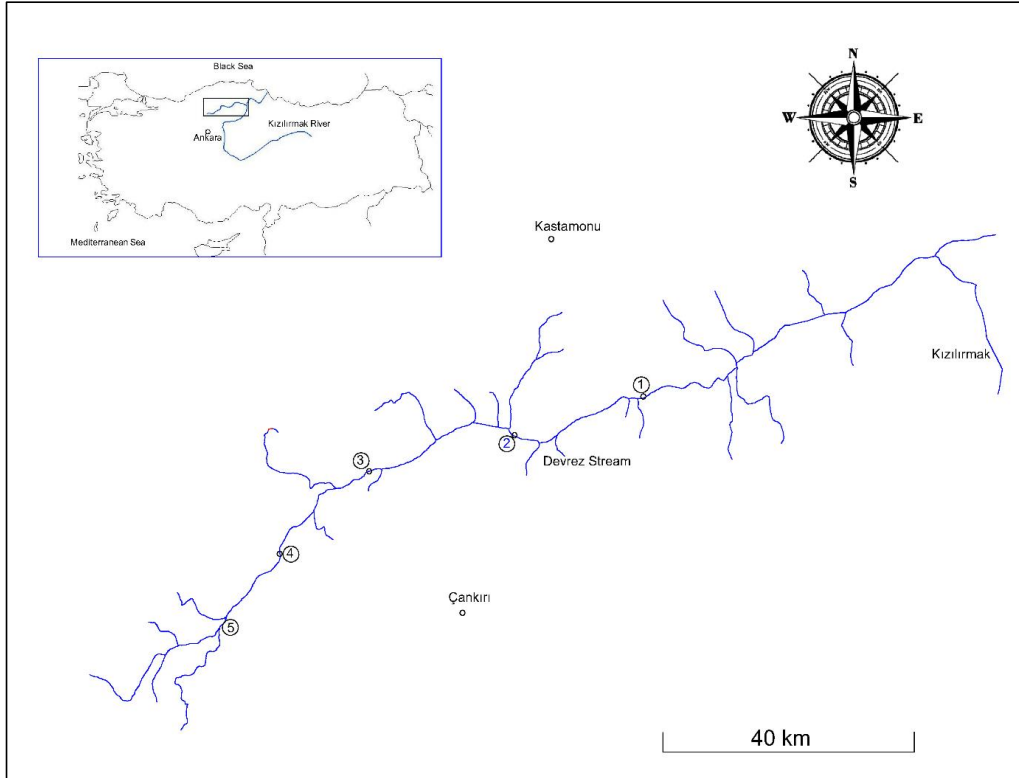 Black Sea
Kızılırmak River
Ankara
Mediterranean Sea
N
W
E
S
Kastamonu
Kızılırmak
1
2
Devrez Stream
3
4
Çankırı
5
40 km